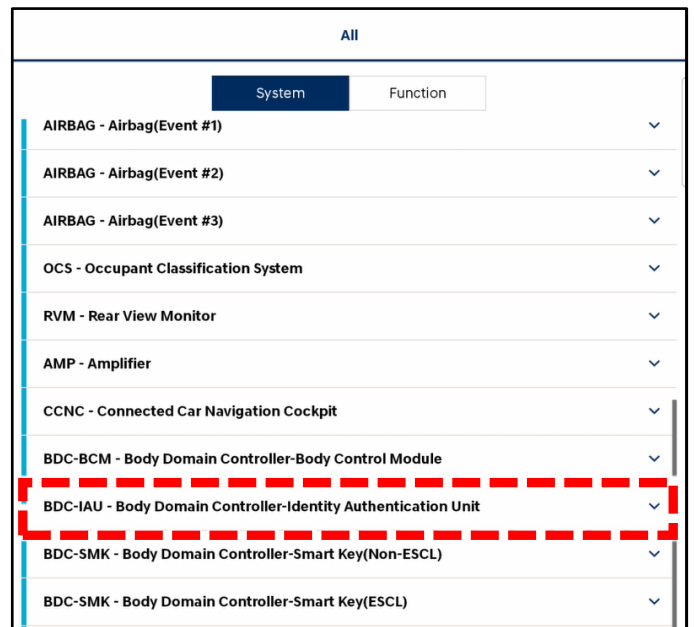 All
System Function
AIRBAG - Airbag(Event #1)
AIRBAG - Airbag(Event #2)
AIRBAG - Airbag(Event #3)
OCS - Occupant Classification System
RVM - Rear View Monitor
AMP - Amplifier
CCNC - Connected Car Navigation Cockpit
BDC-BCM - Body Domain Controller-Body Control Module
BDC-IAU - Body Domain Controller-Identity Authentication Unit
BDC-SMK - Body Domain Controller-Smart Key(Non-ESCL)
BDC-SMK - Body Domain Controller-Smart Key(ESCL)